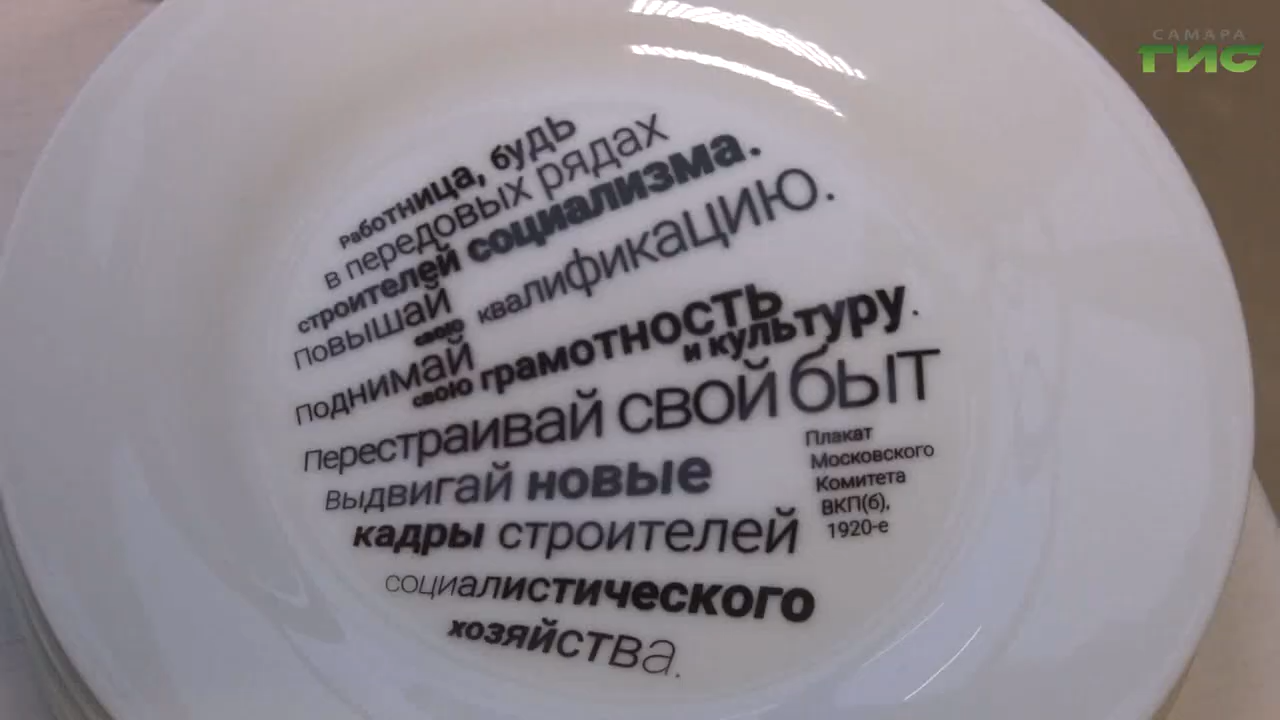 САМАРА
ГИС
Работница, будь
в передовых рядах
строителей социализма.
Повышай
свою квалификацию.
поднимай
свою грамотность
и культуру.
Перестраивай свой быт
выдвигай новые
кадры строителей
социалистического
хозяйства.
Плакат
Московского
Комитета
ВКП(б),
1920-е